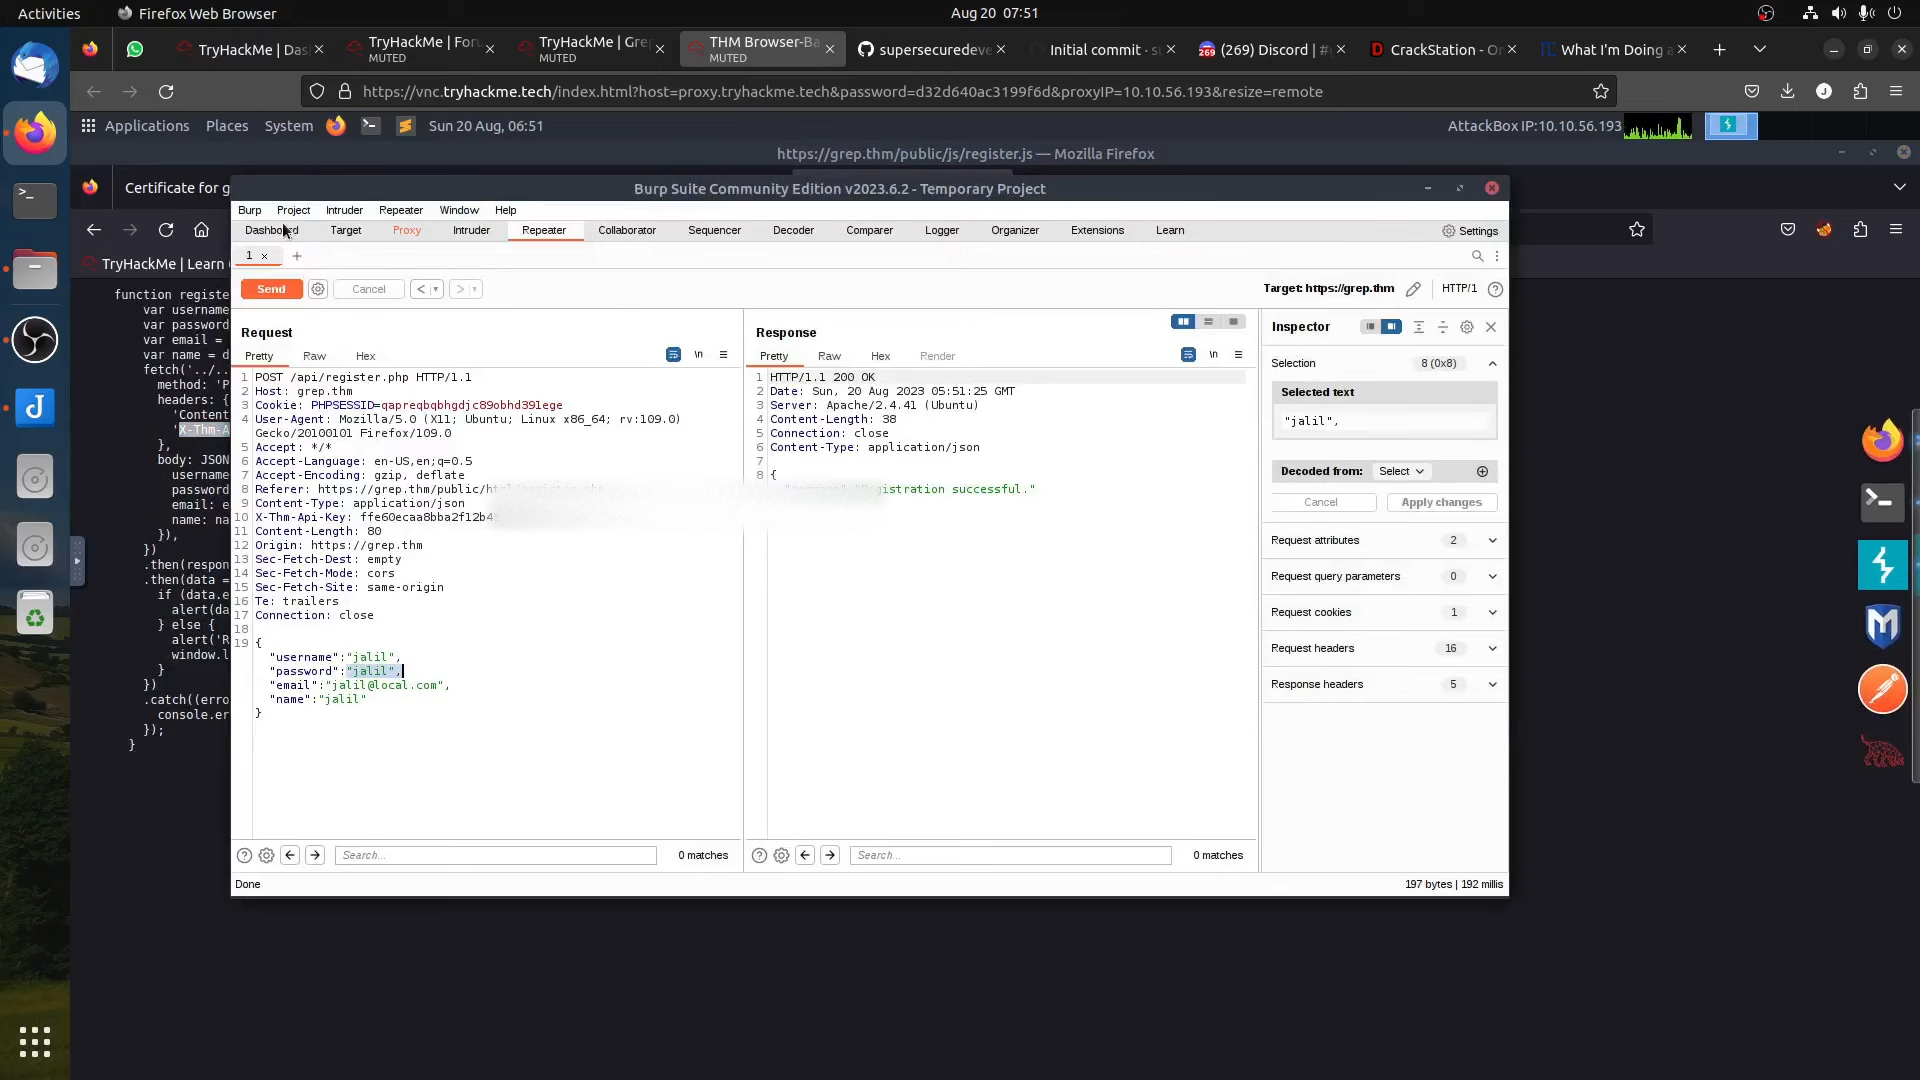 Activities
Firefox Web Browser
Aug 20 07:51
TryHackMe | Das
TryHackMe | Foru
MUTED
TryHackMe | Gre
MUTED
THM Browser-Ba
MUTED
supersecuredeve
Initial commit · su
(269) Discord | #
CrackStation - On
What I'm Doing a
https://vnc.tryhackme.tech/index.html?host=proxy.tryhackme.tech&password=d32d640ac3199f6d&proxyIP=10.10.56.193&resize=remote
Applications
Places
System
Sun 20 Aug, 06:51
AttackBox IP:10.10.56.193
https://grep.thm/public/js/register.js — Mozilla Firefox
Certificate for g
TryHackMe | Learn
function register
var username
var password
var email =
var name = d
fetch('../..
method: 'P
headers: {
'Content
'X-Thm-A
},
body: JSON
username
password
email: e
name: na
}),
})
.then(respon
.then(data =
if (data.e
alert(da
} else {
alert('R
window.l
}
})
.catch((erro
console.er
});
}
Burp Suite Community Edition v2023.6.2 - Temporary Project
Burp Project Intruder Repeater Window Help
Dashboard Target Proxy Intruder Repeater Collaborator Sequencer Decoder Comparer Logger Organizer Extensions Learn Settings
1 × +
Send Cancel < >
Target: https://grep.thm HTTP/1
Request
Pretty Raw Hex \n
1 POST /api/register.php HTTP/1.1
2 Host: grep.thm
3 Cookie: PHPSESSID=qapreqbqbhgdjc89obhd391ege
4 User-Agent: Mozilla/5.0 (X11; Ubuntu; Linux x86_64; rv:109.0)
Gecko/20100101 Firefox/109.0
5 Accept: */*
6 Accept-Language: en-US,en;q=0.5
7 Accept-Encoding: gzip, deflate
8 Referer: https://grep.thm/public/
9 Content-Type: application/json
10 X-Thm-Api-Key: ffe60ecaa8bba2f12b4
11 Content-Length: 80
12 Origin: https://grep.thm
13 Sec-Fetch-Dest: empty
14 Sec-Fetch-Mode: cors
15 Sec-Fetch-Site: same-origin
16 Te: trailers
17 Connection: close
18
19 {
"username":"jalil",
"password":"jalil",
"email":"jalil@local.com",
"name":"jalil"
}
Search... 0 matches
Response
Pretty Raw Hex Render \n
1 HTTP/1.1 200 OK
2 Date: Sun, 20 Aug 2023 05:51:25 GMT
3 Server: Apache/2.4.41 (Ubuntu)
4 Content-Length: 38
5 Connection: close
6 Content-Type: application/json
7
8 {
Registration successful."
Search... 0 matches
Inspector
Selection 8 (0x8)
Selected text
"jalil",
Decoded from: Select
Cancel Apply changes
Request attributes 2
Request query parameters 0
Request cookies 1
Request headers 16
Response headers 5
Done
197 bytes | 192 millis